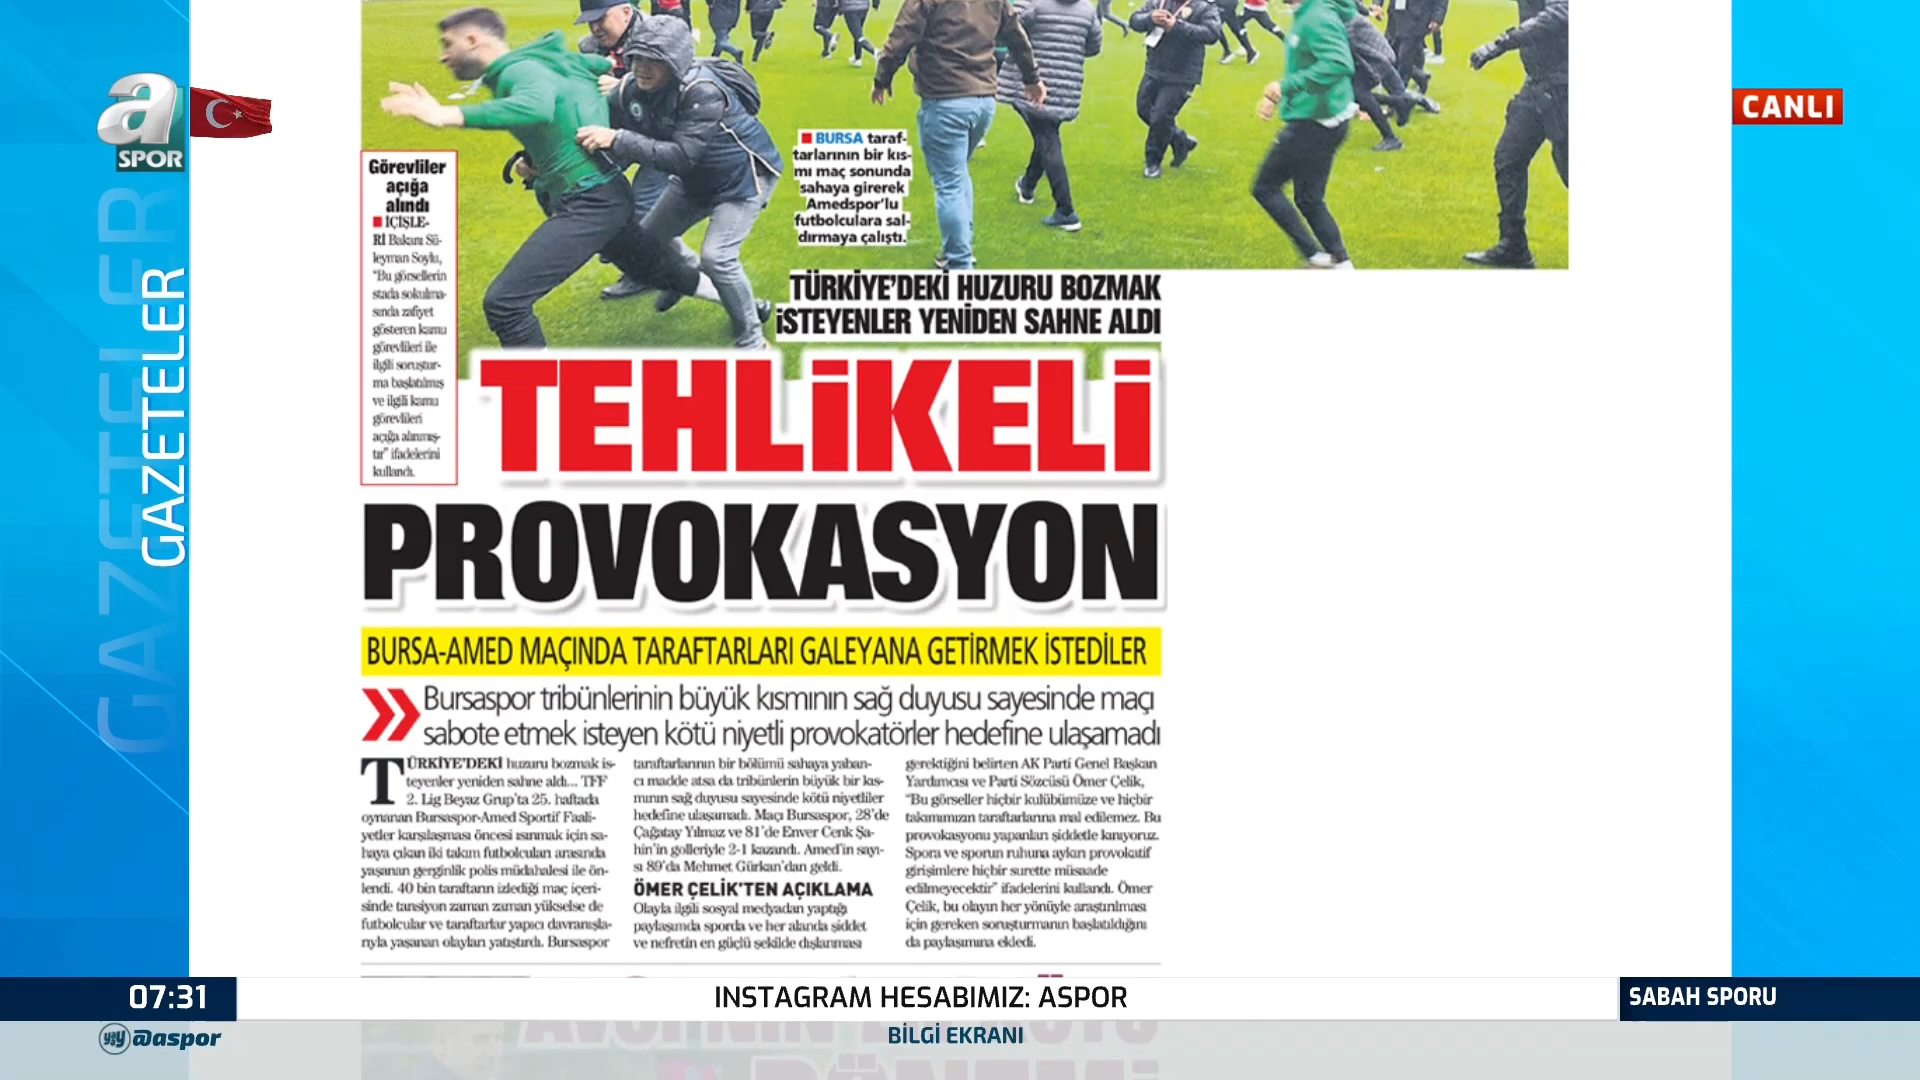 a
SPOR
GAZETELER
GAZETELER
CANLI
Görevliler
açığa
alındı
İÇİŞLE-
Rİ Bakanı Sü-
leyman Soylu,
"Bu görsellerin
stada sokulma-
sında zafiyet
gösteren kamu
görevlileri ile
ilgili soruştur-
ma başlatılmış
ve ilgili kamu
görevlileri
açığa alınmış-
tır" ifadelerini
kullandı.
BURSA taraf-
tarlarının bir kıs-
mı maç sonunda
sahaya girerek
Amedspor'lu
futbolculara sal-
dırmaya çalıştı.
TÜRKİYE'DEKİ HUZURU BOZMAK
İSTEYENLER YENİDEN SAHNE ALDI
TEHLİKELİ
PROVOKASYON
BURSA-AMED MAÇINDA TARAFTARLARI GALEYANA GETİRMEK İSTEDİLER
Bursaspor tribünlerinin büyük kısmının sağ duyusu sayesinde maçı
sabote etmek isteyen kötü niyetli provokatörler hedefine ulaşamadı
TÜRKİYE'DEKİ huzuru bozmak is-
teyenler yeniden sahne aldı... TFF
2. Lig Beyaz Grup'ta 25. haftada
oynanan Bursaspor-Amed Sportif Faali-
yetler karşılaşması öncesi ısınmak için sa-
haya çıkan iki takım futbolcuları arasında
yaşanan gerginlik polis müdahalesi ile ön-
lendi. 40 bin taraftarın izlediği maç içeri-
sinde tansiyon zaman zaman yükselse de
futbolcular ve taraftarlar yapıcı davranışla-
rıyla yaşanan olayları yatıştırdı. Bursaspor
taraftarlarının bir bölümü sahaya yaban-
cı madde atsa da tribünlerin büyük bir kıs-
mının sağ duyusu sayesinde kötü niyetliler
hedefine ulaşamadı. Maçı Bursaspor, 28'de
Çağatay Yılmaz ve 81'de Enver Cenk Şa-
hin'in golleriyle 2-1 kazandı. Amed'in sayı-
sı 89'da Mehmet Gürkan'dan geldi.
ÖMER ÇELİK'TEN AÇIKLAMA
Olayla ilgili sosyal medyadan yaptığı
paylaşımda sporda ve her alanda şiddet
ve nefretin en güçlü şekilde dışlanması
gerektiğini belirten AK Parti Genel Başkan
Yardımcısı ve Parti Sözcüsü Ömer Çelik,
"Bu görseller hiçbir kulübümüze ve hiçbir
takımımızın taraftarlarına mal edilemez. Bu
provokasyonu yapanları şiddetle kınıyoruz.
Spora ve sporun ruhuna aykırı provokatif
girişimlere hiçbir surette müsaade
edilmeyecektir" ifadelerini kullandı. Ömer
Çelik, bu olayın her yönüyle araştırılması
için gereken soruşturmanın başlatıldığını
da paylaşımına ekledi.
07:31
INSTAGRAM HESABIMIZ: ASPOR
SABAH SPORU
@aspor
BİLGİ EKRANI